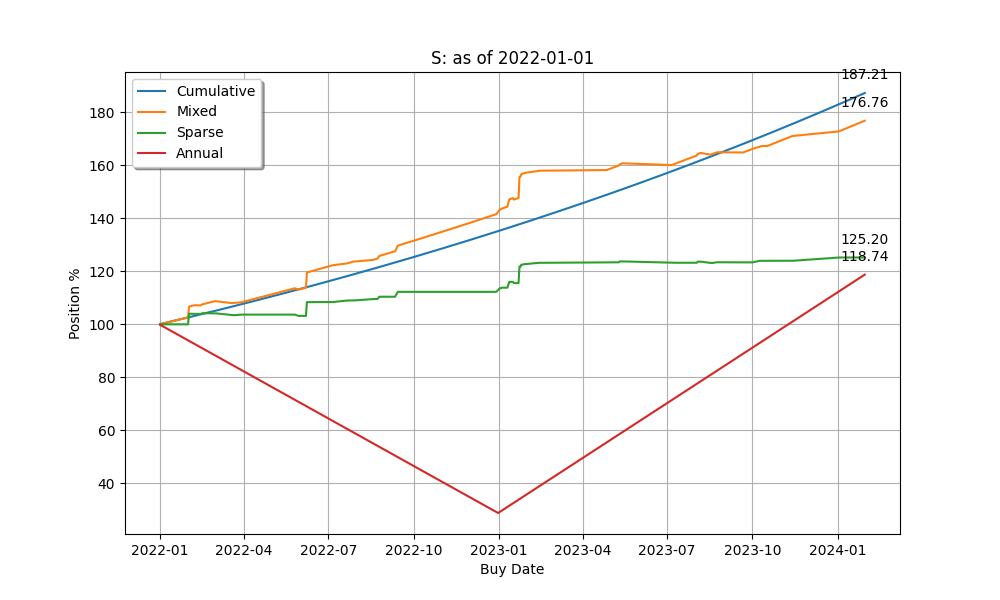 S: as of 2022-01-01
Cumulative
Mixed
Sparse
Annual
187.21
176.76
125.20
118.74
180
160
140
120
100
80
60
40
Position %
2022-01 2022-04 2022-07 2022-10 2023-01 2023-04 2023-07 2023-10 2024-01
Buy Date